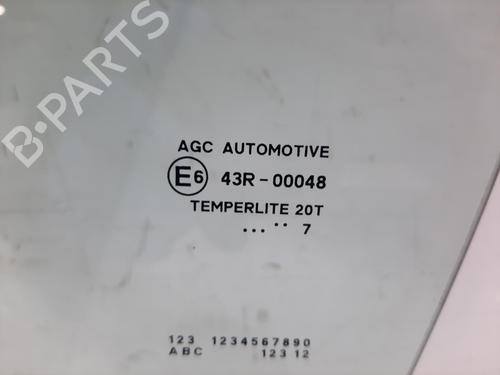 B-PARTS
AGC AUTOMOTIVE
E6 43R-00048
TEMPERLITE 20T
... .. 7
123 1234567890
ABC 123 12